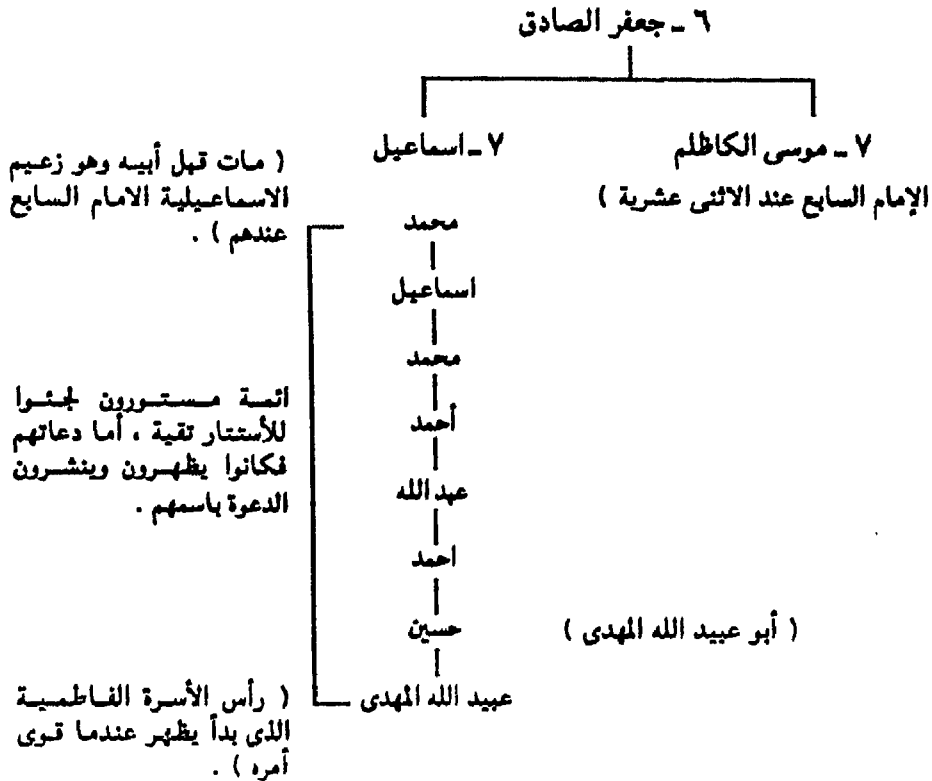 ٦ ـ جعفر الصادق
٧ ـ موسى الكاظلم
الإمام السابع عند الاثنى عشرية )
٧ ـ اسماعيل
( مات قبل أبيه وهو زعيم
الاسماعيلية الامام السابع
عندهم ) .
محمد
اسماعيل
محمد
أحمد
عبد الله
احمد
حسين
( أبو عبيد الله المهدى )
عبيد الله المهدى
ائمة مستورون لجئوا
للأستتار تقية ، أما دعاتهم
فكانوا يظهرون وينشرون
الدعوة باسمهم .
( رأس الأسرة الفاطمية
الذى بدأ يظهر عندما قوى
أمره ) .